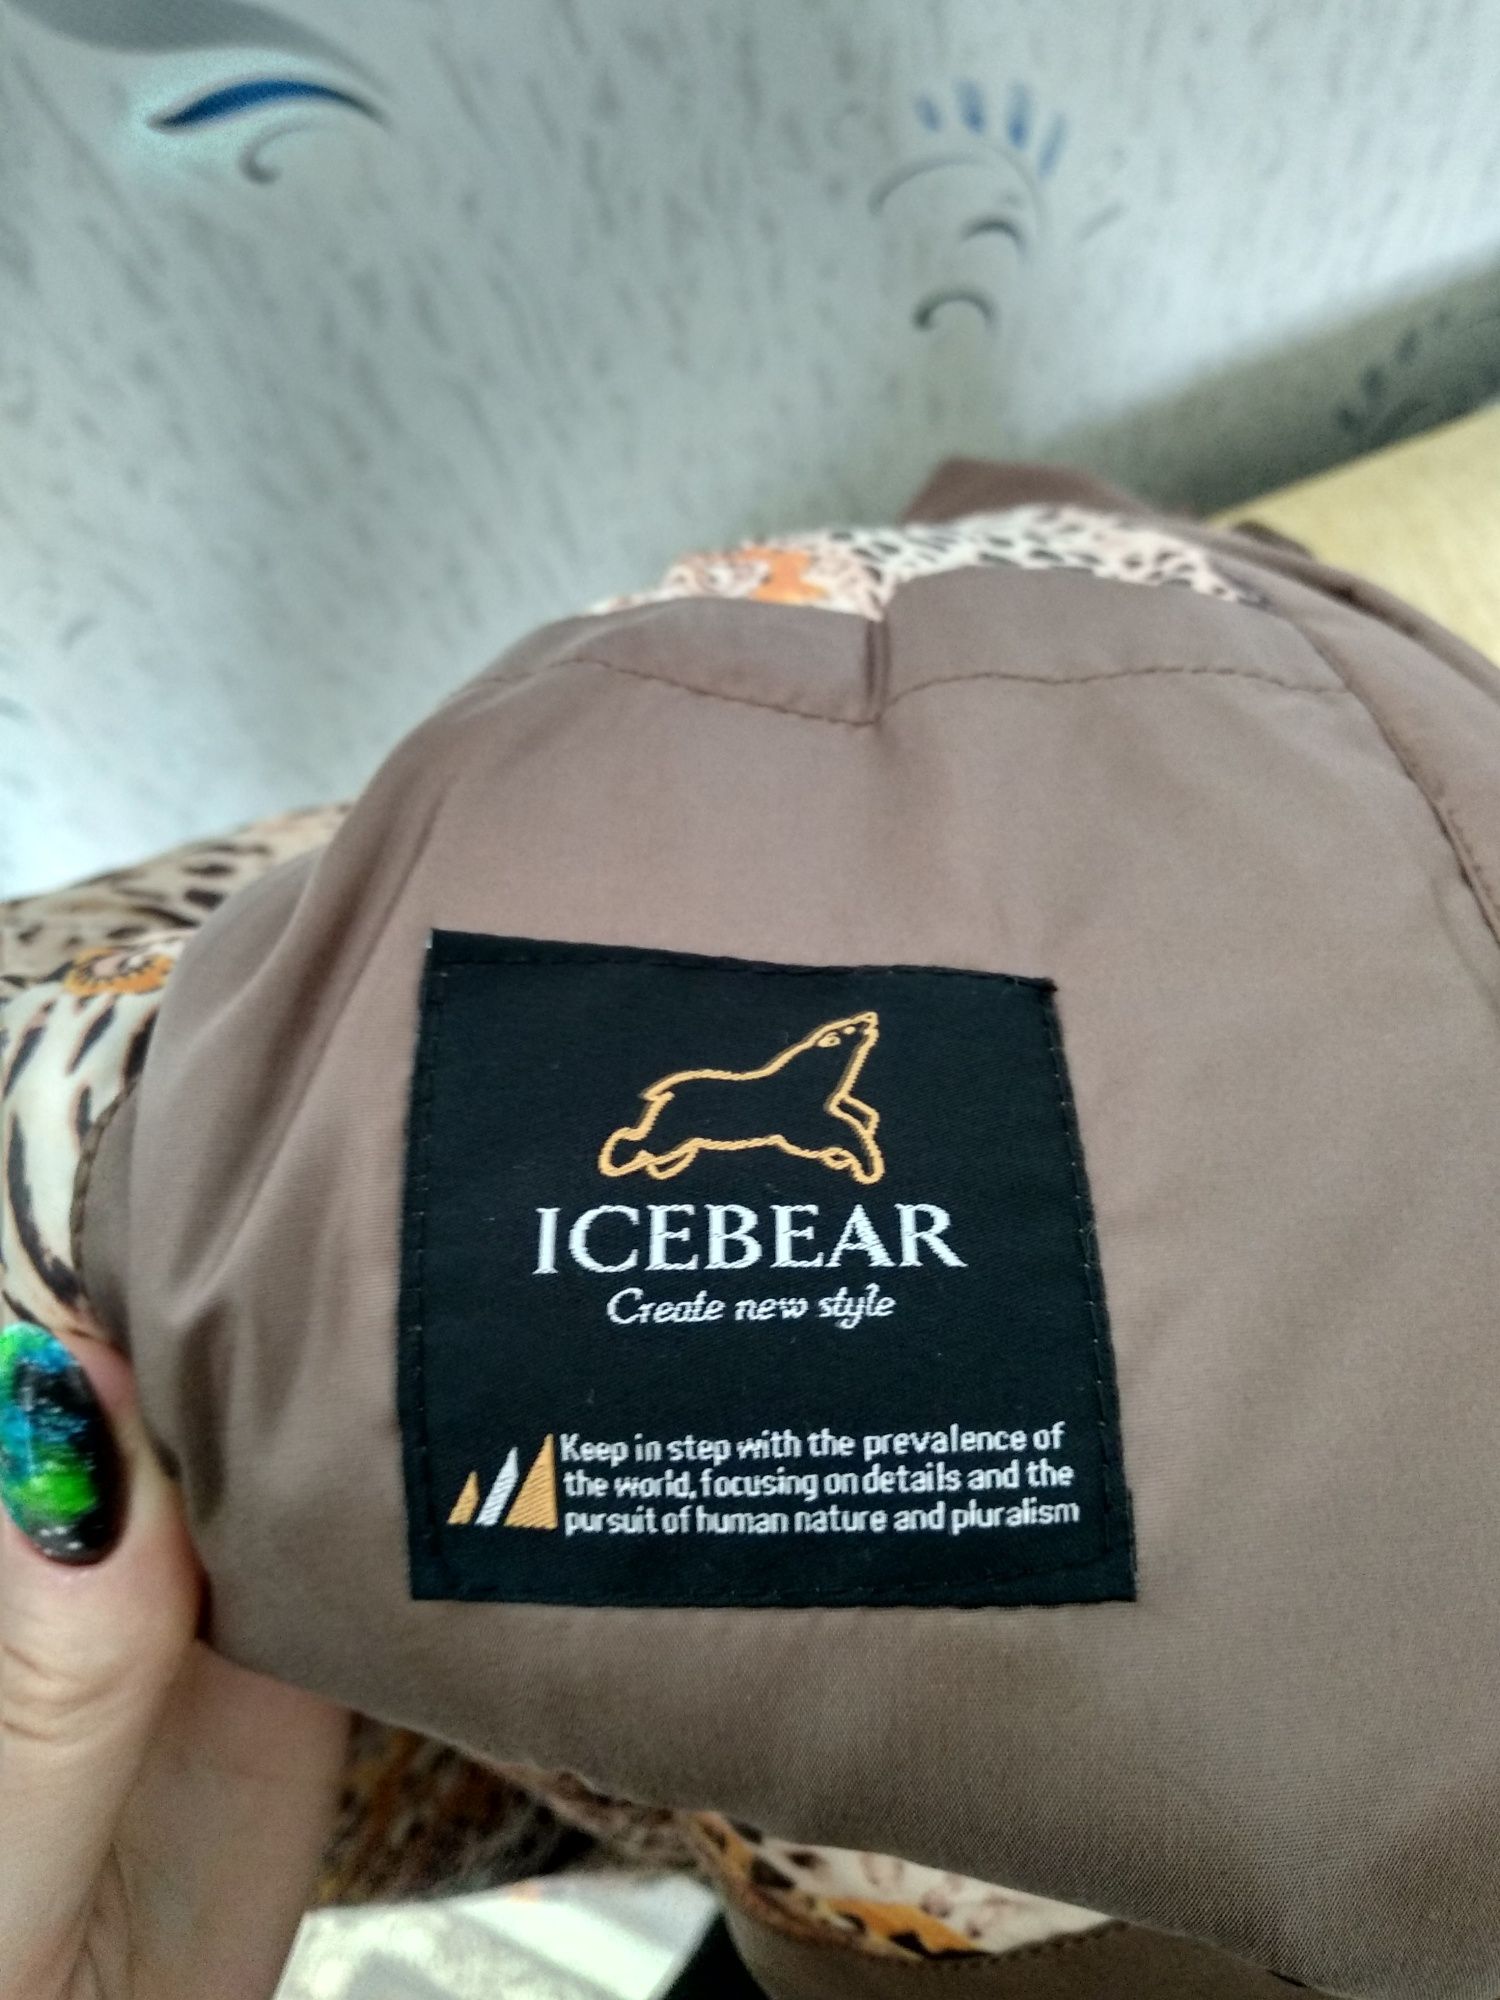 ICEBEAR
Create new style
Keep in step with the prevalence of
the world, focusing on details and the
pursuit of human nature and pluralism